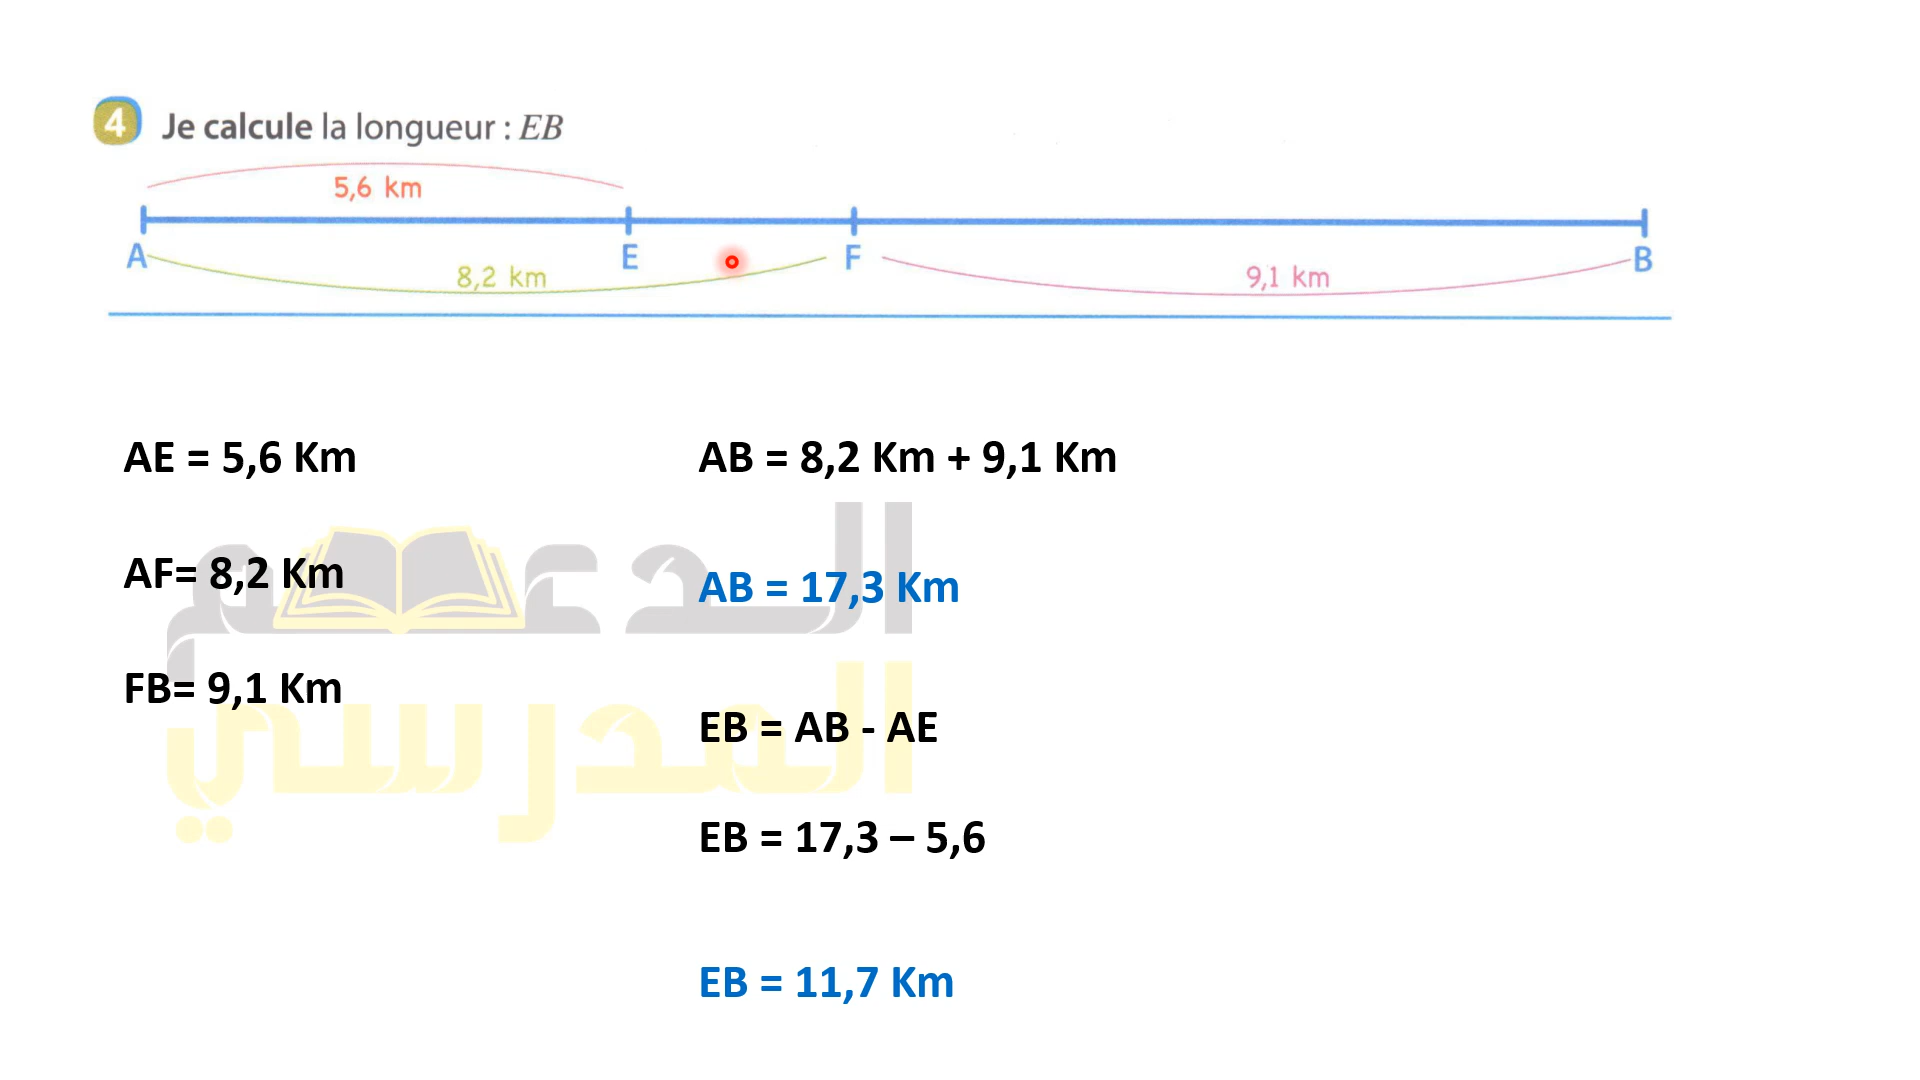 4 Je calcule la longueur : EB
5,6 km
A E F B
8,2 km 9,1 km
AE = 5,6 Km
AF= 8,2 Km
FB= 9,1 Km
AB = 8,2 Km + 9,1 Km
AB = 17,3 Km
EB = AB - AE
EB = 17,3 – 5,6
EB = 11,7 Km
الدعم
المدرسي